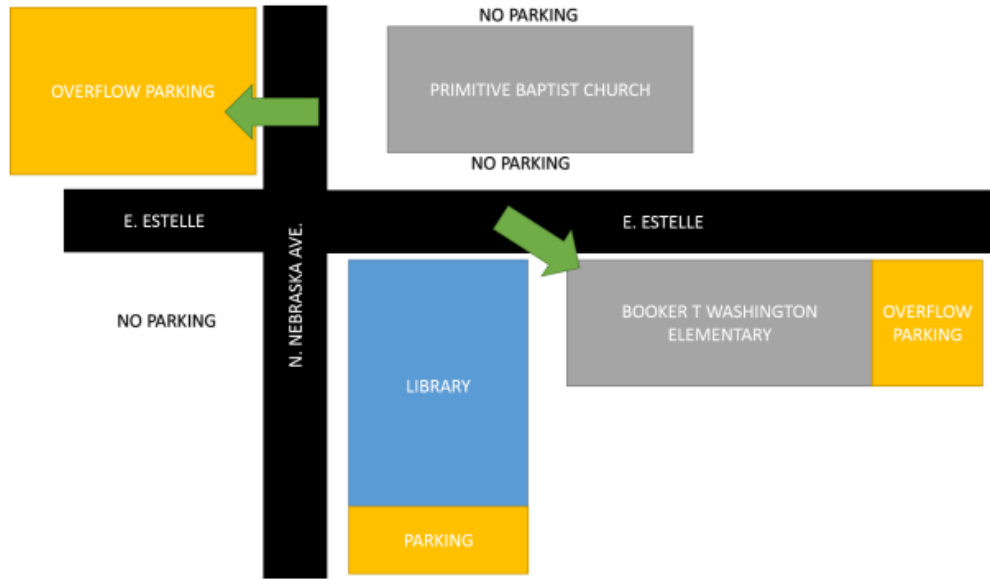 NO PARKING
OVERFLOW PARKING
PRIMITIVE BAPTIST CHURCH
NO PARKING
E. ESTELLE
E. ESTELLE
N. NEBRASKA AVE.
NO PARKING
BOOKER T WASHINGTON
ELEMENTARY
OVERFLOW
PARKING
LIBRARY
PARKING